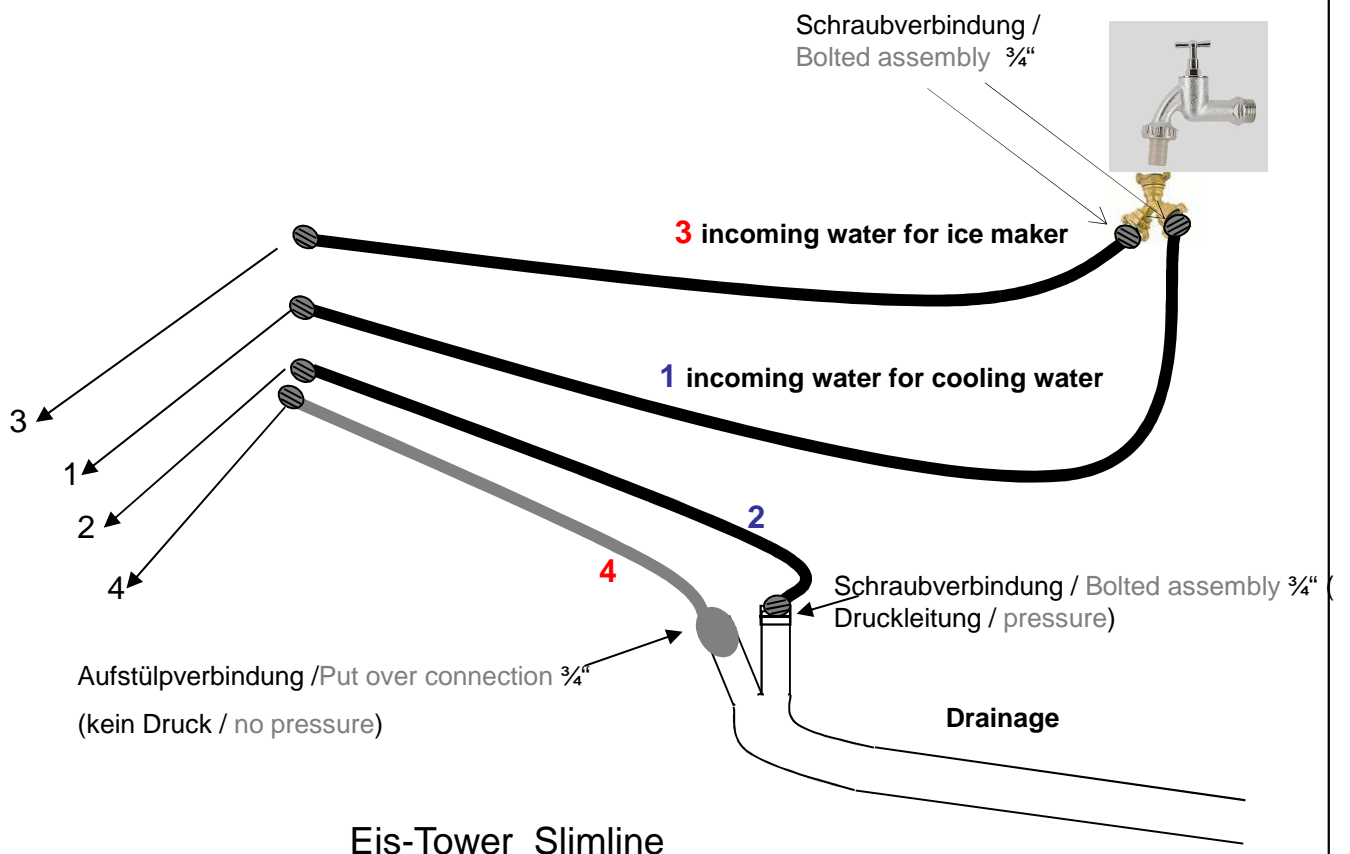 Schraubverbindung /
Bolted assembly ¾“
3 incoming water for ice maker
1 incoming water for cooling water
3
1
2
4
2
4
Schraubverbindung / Bolted assembly ¾“ (
Druckleitung / pressure)
Aufstülpverbindung /Put over connection ¾“
(kein Druck / no pressure)
Drainage
Eis-Tower Slimline